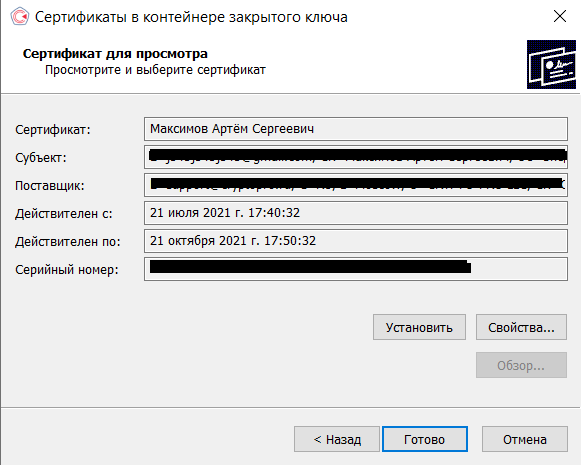 Сертификаты в контейнере закрытого ключа
Сертификат для просмотра
Просмотрите и выберите сертификат
Сертификат: Максимов Артём Сергеевич
Субъект:
Поставщик:
Действителен с: 21 июля 2021 г. 17:40:32
Действителен по: 21 октября 2021 г. 17:50:32
Серийный номер:
Установить Свойства...
Обзор...
< Назад Готово Отмена